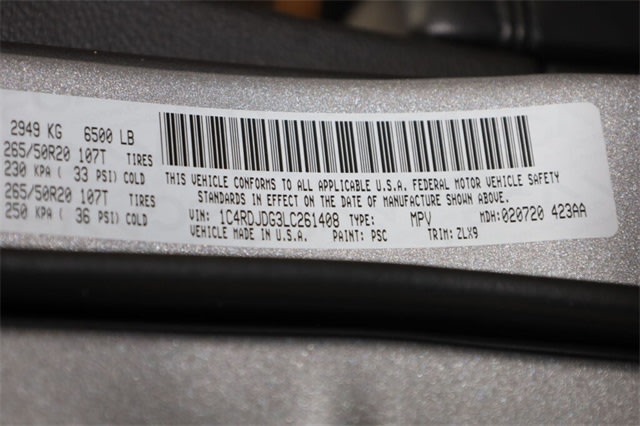 2949 KG 6500 LB
265/50R20 107T TIRES
230 KPA ( 33 PSI) COLD
265/50R20 107T TIRES
250 KPA ( 36 PSI) COLD
THIS VEHICLE CONFORMS TO ALL APPLICABLE U.S.A. FEDERAL MOTOR VEHICLE SAFETY
STANDARDS IN EFFECT ON THE DATE OF MANUFACTURE SHOWN ABOVE.
VIN: 1C4RDJDG3LC261408 TYPE: MPV MDH:020720 423AA
VEHICLE MADE IN U.S.A. PAINT: PSC TRIM: ZLX9